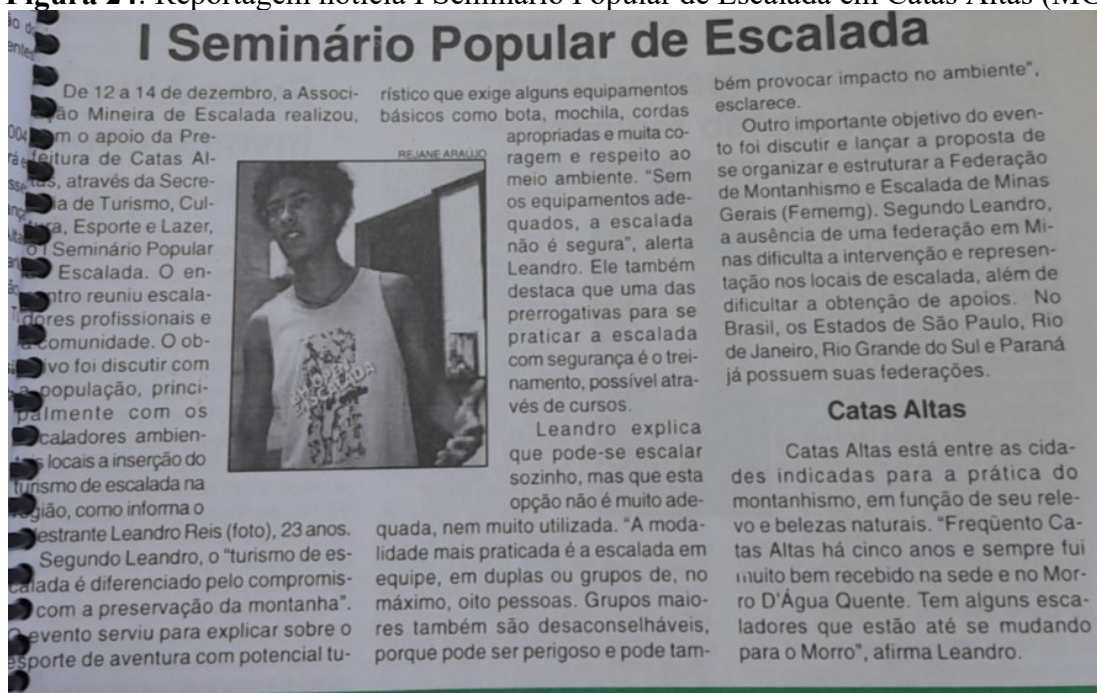 Figura 24. Reportagem notícia I Seminário Popular de Escalada em Catas Altas (MG
I Seminário Popular de Escalada
De 12 a 14 de dezembro, a Associ-
ão Mineira de Escalada realizou,
m o apoio da Pre-
feitura de Catas Al-
tas, através da Secre-
a de Turismo, Cul-
ra, Esporte e Lazer,
o I Seminário Popular
Escalada. O en-
ntro reuniu escala-
dores profissionais e
comunidade. O ob-
ivo foi discutir com
a população, princi-
palmente com os
caladores ambien-
s locais a inserção do
turismo de escalada na
gião, como informa o
lestrante Leandro Reis (foto), 23 anos.
Segundo Leandro, o "turismo de es-
calada é diferenciado pelo compromis-
com a preservação da montanha".
O evento serviu para explicar sobre o
esporte de aventura com potencial tu-
REJANE ARAÚJO
rístico que exige alguns equipamentos
básicos como bota, mochila, cordas
apropriadas e muita co-
ragem e respeito ao
meio ambiente. "Sem
os equipamentos ade-
quados, a escalada
não é segura", alerta
Leandro. Ele também
destaca que uma das
prerrogativas para se
praticar a escalada
com segurança é o trei-
namento, possível atra-
vés de cursos.
Leandro explica
que pode-se escalar
sozinho, mas que esta
opção não é muito ade-
quada, nem muito utilizada. "A moda-
lidade mais praticada é a escalada em
equipe, em duplas ou grupos de, no
máximo, oito pessoas. Grupos maio-
res também são desaconselháveis,
porque pode ser perigoso e pode tam-
bém provocar impacto no ambiente",
esclarece.
Outro importante objetivo do even-
to foi discutir e lançar a proposta de
se organizar e estruturar a Federação
de Montanhismo e Escalada de Minas
Gerais (Fememg). Segundo Leandro,
a ausência de uma federação em Mi-
nas dificulta a intervenção e represen-
tação nos locais de escalada, além de
dificultar a obtenção de apoios. No
Brasil, os Estados de São Paulo, Rio
de Janeiro, Rio Grande do Sul e Paraná
já possuem suas federações.
Catas Altas
Catas Altas está entre as cida-
des indicadas para a prática do
montanhismo, em função de seu rele-
vo e belezas naturais. "Freqüento Ca-
tas Altas há cinco anos e sempre fui
muito bem recebido na sede e no Mor-
ro D'Água Quente. Tem alguns esca-
ladores que estão até se mudando
para o Morro", afirma Leandro.